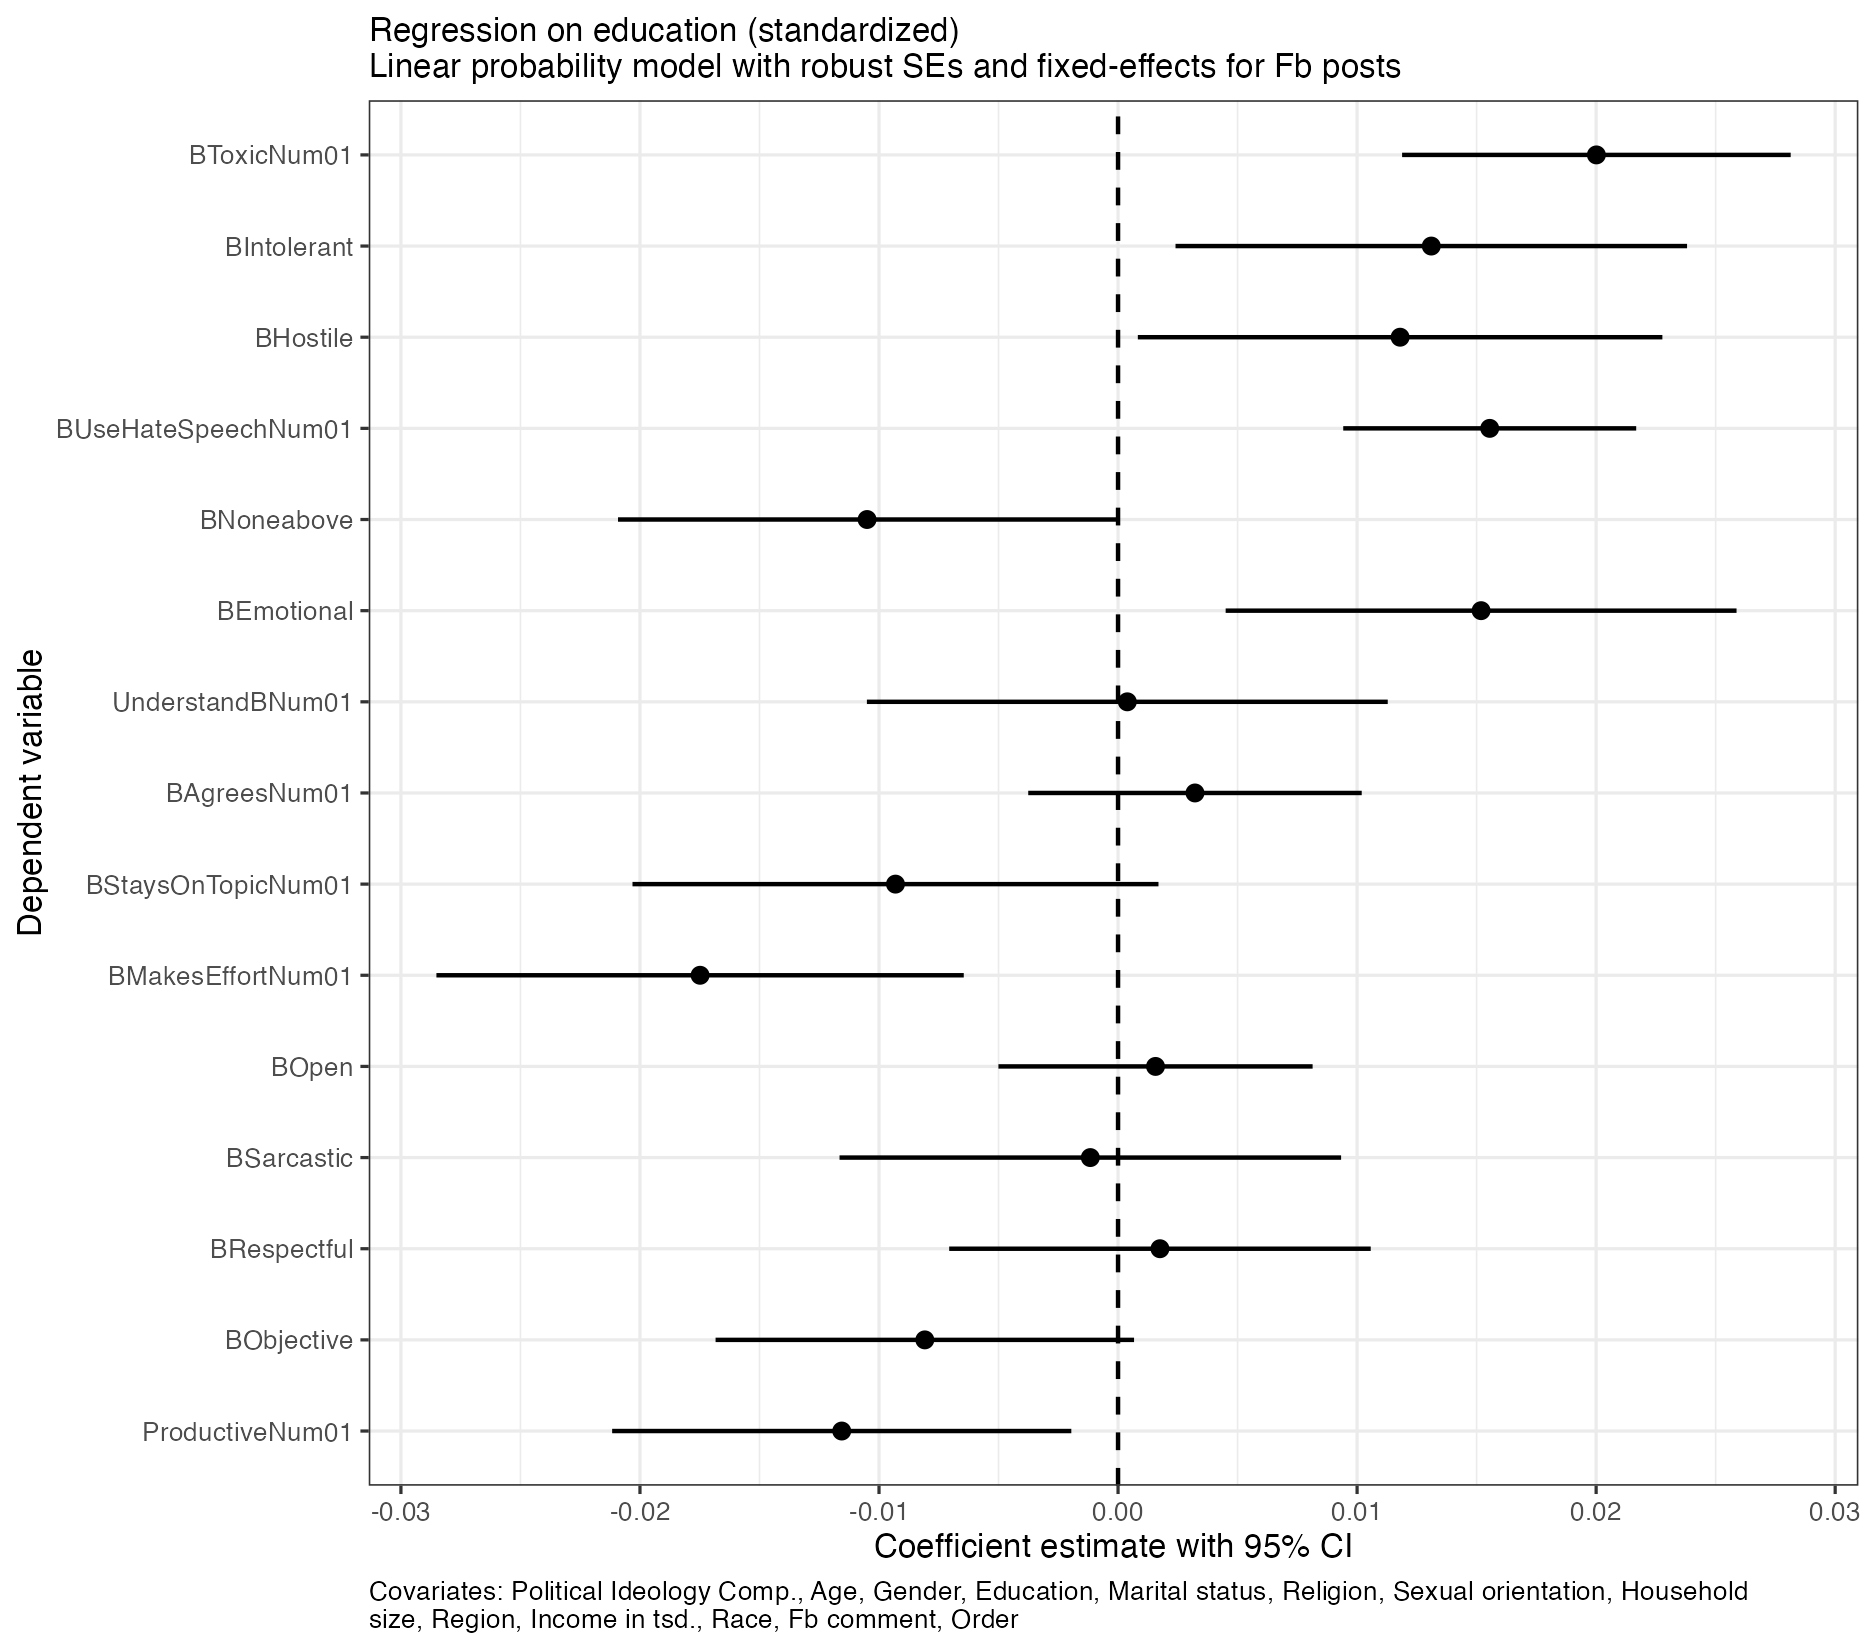 Regression on education (standardized)
Linear probability model with robust SEs and fixed-effects for Fb posts
Dependent variable
BToxicNum01
BIntolerant
BHostile
BUseHateSpeechNum01
BNoneabove
BEmotional
UnderstandBNum01
BAgreesNum01
BStaysOnTopicNum01
BMakesEffortNum01
BOpen
BSarcastic
BRespectful
BObjective
ProductiveNum01
-0.03 -0.02 -0.01 0.00 0.01 0.02 0.03
Coefficient estimate with 95% CI
Covariates: Political Ideology Comp., Age, Gender, Education, Marital status, Religion, Sexual orientation, Household
size, Region, Income in tsd., Race, Fb comment, Order